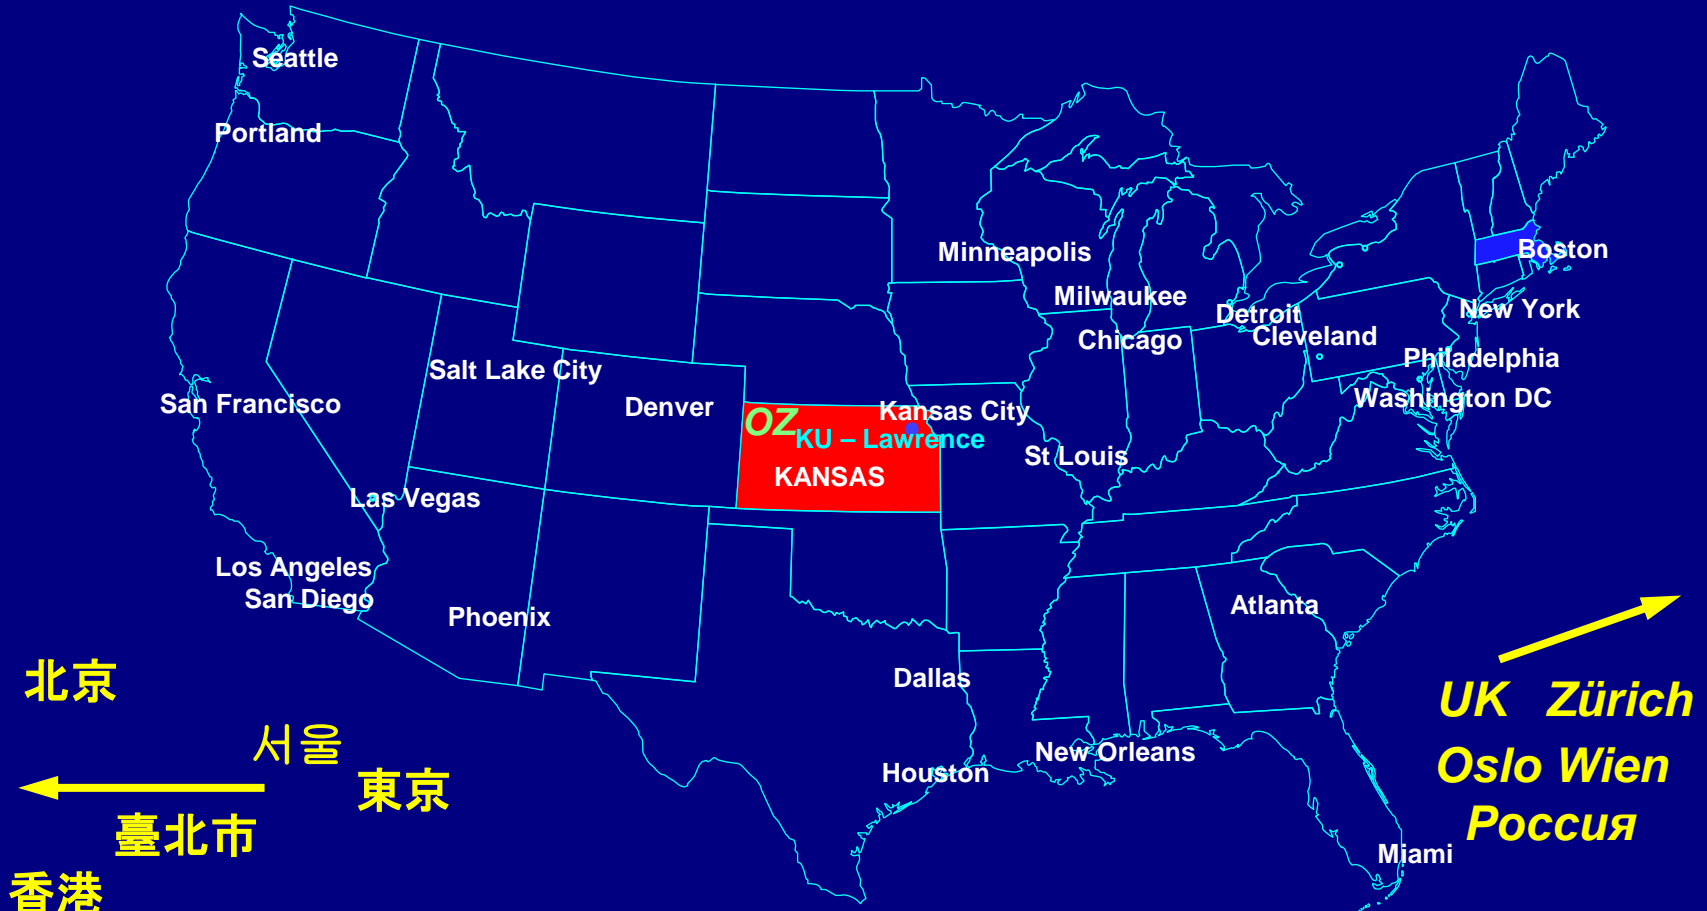 Seattle
Portland
Minneapolis
Boston
Milwaukee
New York
Detroit
Chicago
Cleveland
Philadelphia
Salt Lake City
San Francisco
Denver
Washington DC
OZ
Kansas City
KU – Lawrence
St Louis
KANSAS
Las Vegas
Los Angeles
San Diego
Phoenix
Atlanta
北京
Dallas
UK Zürich
서울
New Orleans
Oslo Wien
Houston
東京
臺北市
Россия
Miami
香港